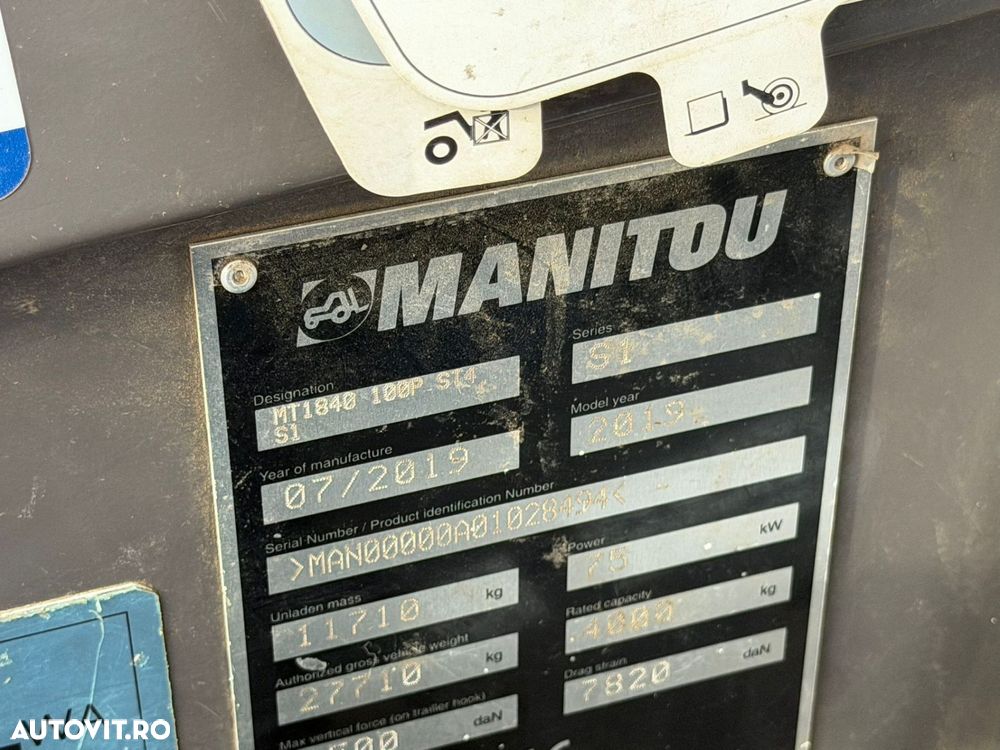 MANITOU
Designation
MT1840 100P ST4
S1
Series
S1
Year of manufacture
07/2019
Model year
2019
Serial Number / Product identification Number
>MAN00000A01028494<
Unladen mass
11710 kg
Power
75 kW
Authorized gross vehicle weight
27710 kg
Rated capacity
4000 kg
Max vertical force (on trailler hook)
daN
Drag strain
7820 daN
AUTOVIT.RO